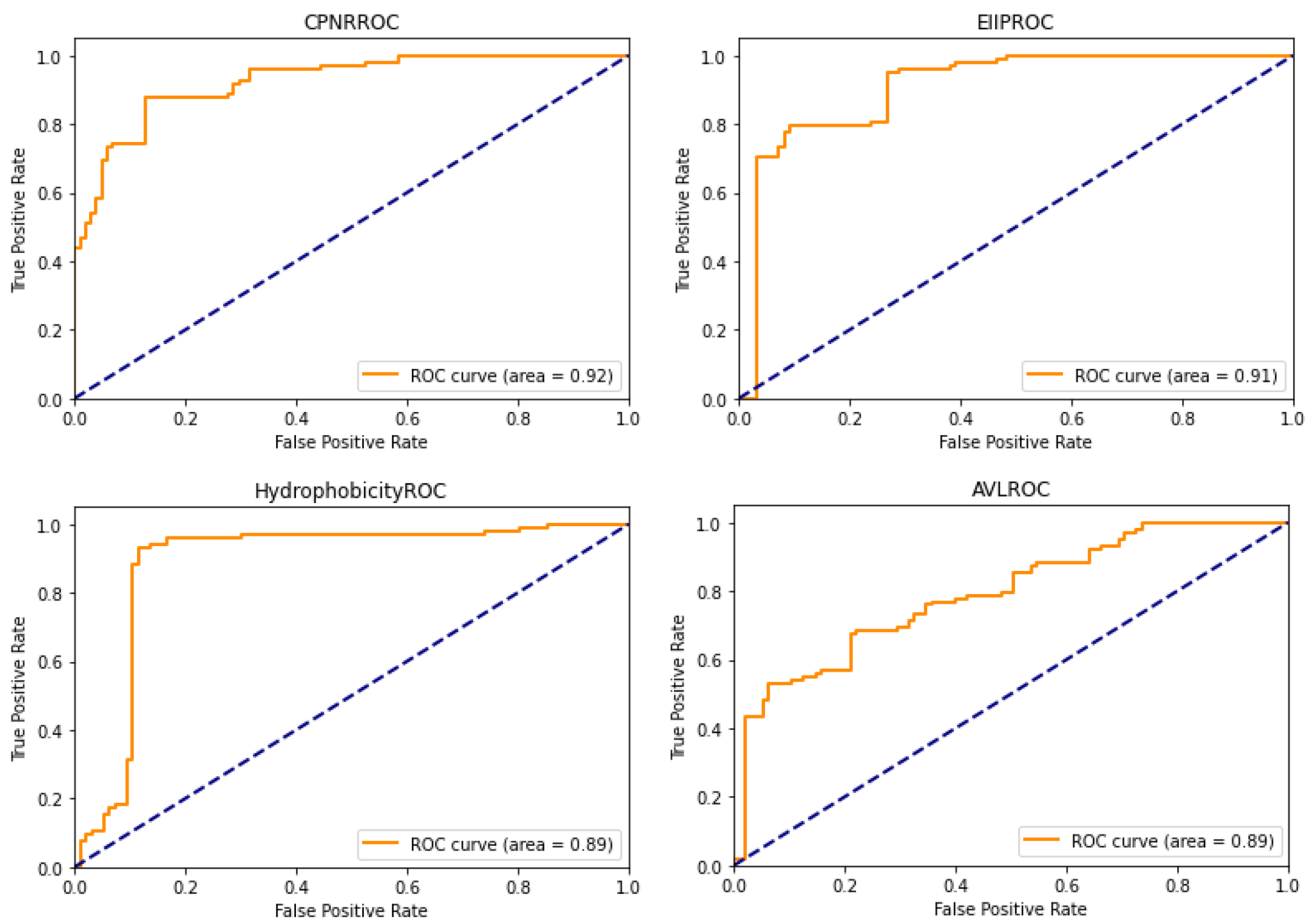 CPNRROC
1.0
0.8
0.6
0.4
0.2
0.0
True Positive Rate
ROC curve (area = 0.92)
0.0 0.2 0.4 0.6 0.8 1.0
False Positive Rate
EIIPROC
1.0
0.8
0.6
0.4
0.2
0.0
True Positive Rate
ROC curve (area = 0.91)
0.0 0.2 0.4 0.6 0.8 1.0
False Positive Rate
HydrophobicityROC
1.0
0.8
0.6
0.4
0.2
0.0
True Positive Rate
ROC curve (area = 0.89)
0.0 0.2 0.4 0.6 0.8 1.0
False Positive Rate
AVLROC
1.0
0.8
0.6
0.4
0.2
0.0
True Positive Rate
ROC curve (area = 0.89)
0.0 0.2 0.4 0.6 0.8 1.0
False Positive Rate